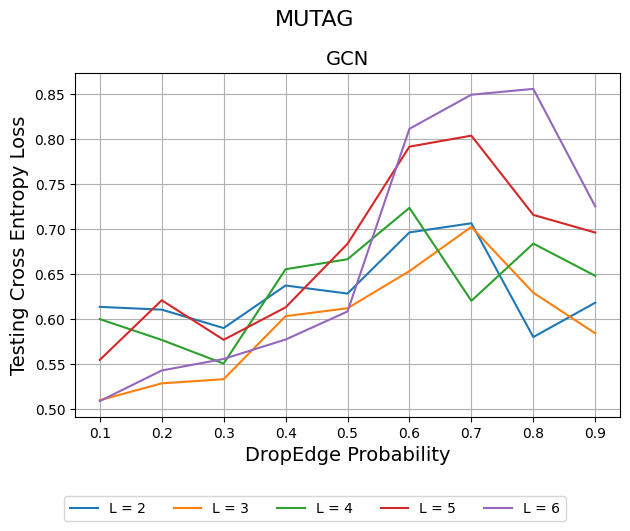 MUTAG
GCN
Testing Cross Entropy Loss
0.85
0.80
0.75
0.70
0.65
0.60
0.55
0.50
0.1 0.2 0.3 0.4 0.5 0.6 0.7 0.8 0.9
DropEdge Probability
L = 2 L = 3 L = 4 L = 5 L = 6